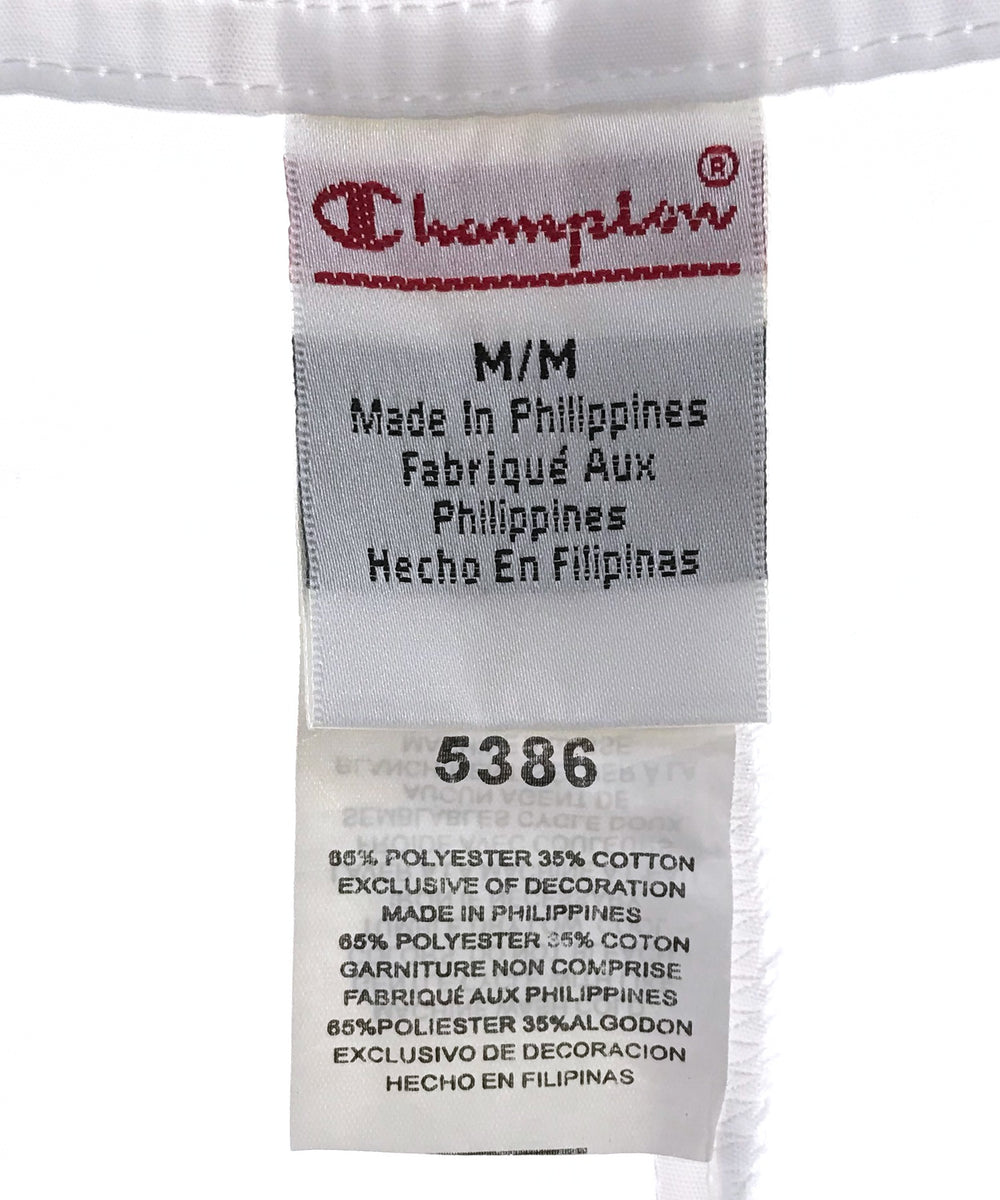 Champion®
M/M
Made In Philippines
Fabriqué Aux
Philippines
Hecho En Filipinas
5386
65% POLYESTER 35% COTTON
EXCLUSIVE OF DECORATION
MADE IN PHILIPPINES
65% POLYESTER 35% COTON
GARNITURE NON COMPRISE
FABRIQUÉ AUX PHILIPPINES
65%POLIESTER 35%ALGODON
EXCLUSIVO DE DECORACION
HECHO EN FILIPINAS